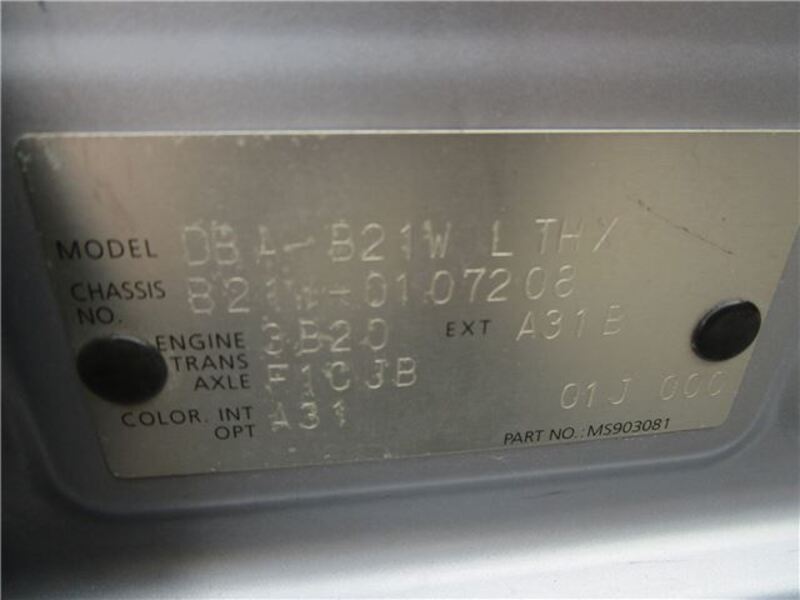 MODEL DBA-B21W LTHX
CHASSIS NO. B21W-0107208
ENGINE 3B20 EXT A31B
TRANS AXLE F1CJB
COLOR. INT OPT A31 01J 000
PART NO.: MS903081